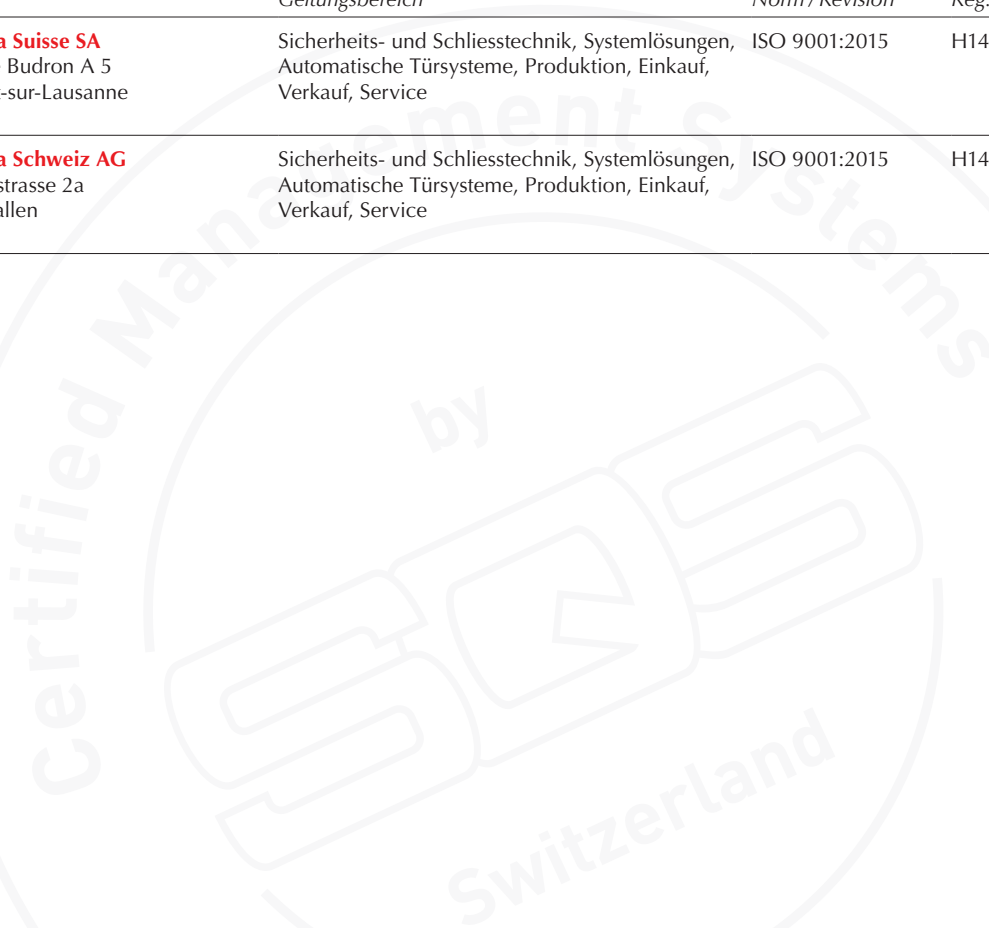 Geltungsbereich Norm / Revision Reg.
a Suisse SA Sicherheits- und Schliesstechnik, Systemlösungen, ISO 9001:2015 H14
Budron A 5 Automatische Türsysteme, Produktion, Einkauf,
-sur-Lausanne Verkauf, Service
a Schweiz AG Sicherheits- und Schliesstechnik, Systemlösungen, ISO 9001:2015 H14
strasse 2a Automatische Türsysteme, Produktion, Einkauf,
allen Verkauf, Service
Certified Management Systems
by
SQS
Switzerland